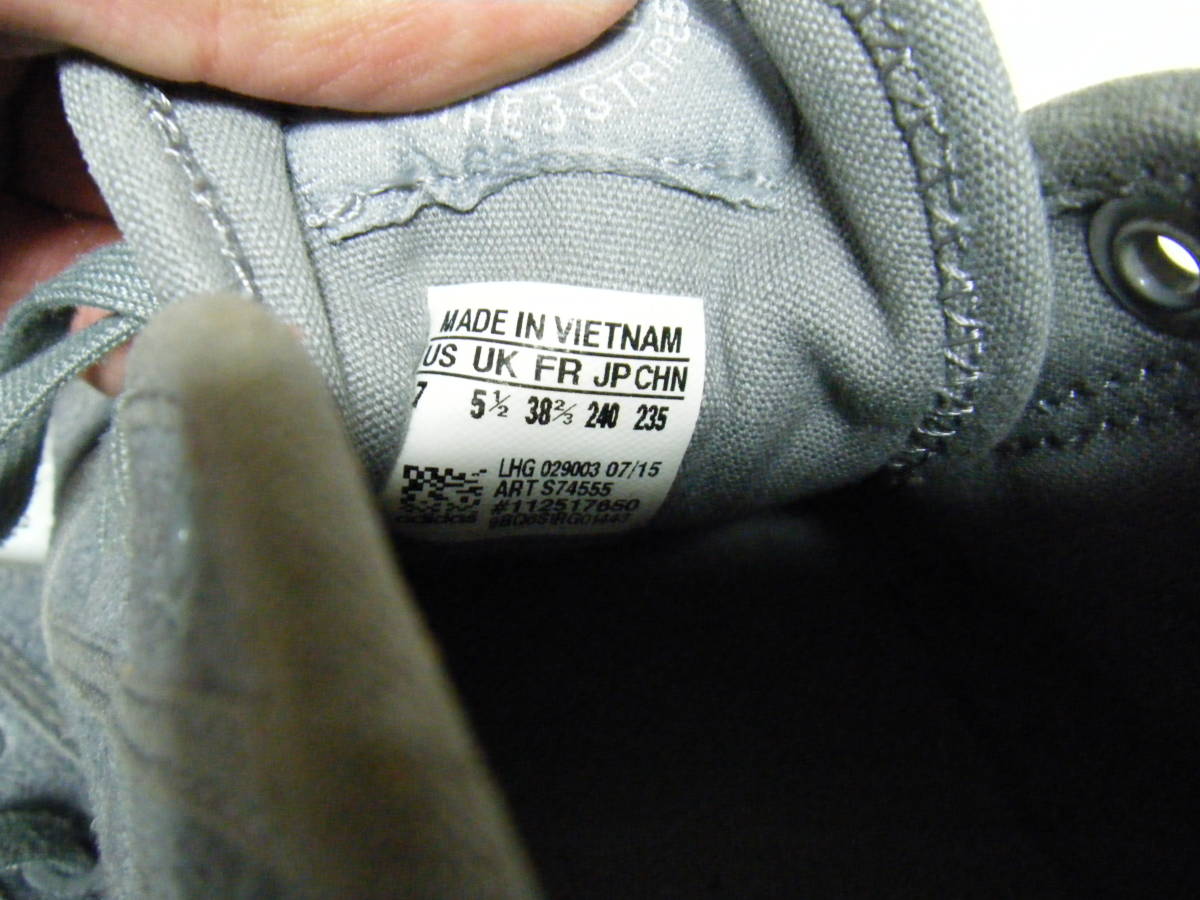 THE 3 STRIPES
MADE IN VIETNAM
US UK FR JP CHN
7 5½ 38⅔ 240 235
LHG 029003 07/15
ART S74555
#112517650
adidas